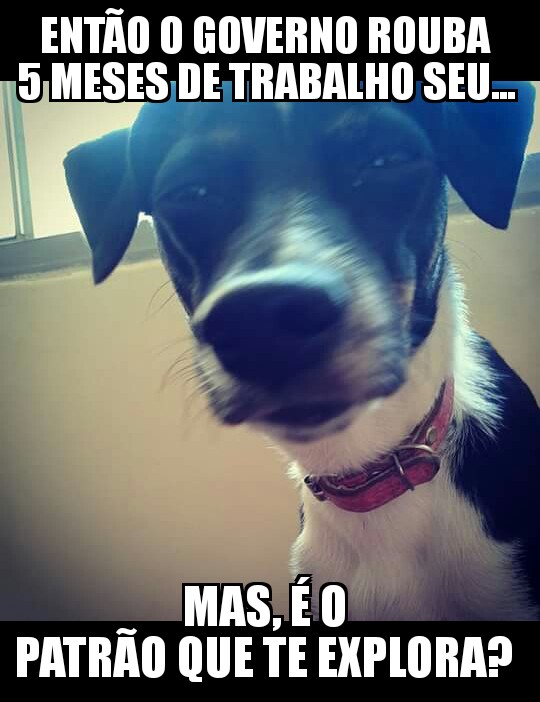 ENTÃO O GOVERNO ROUBA
5 MESES DE TRABALHO SEU...
MAS, É O
PATRÃO QUE TE EXPLORA?